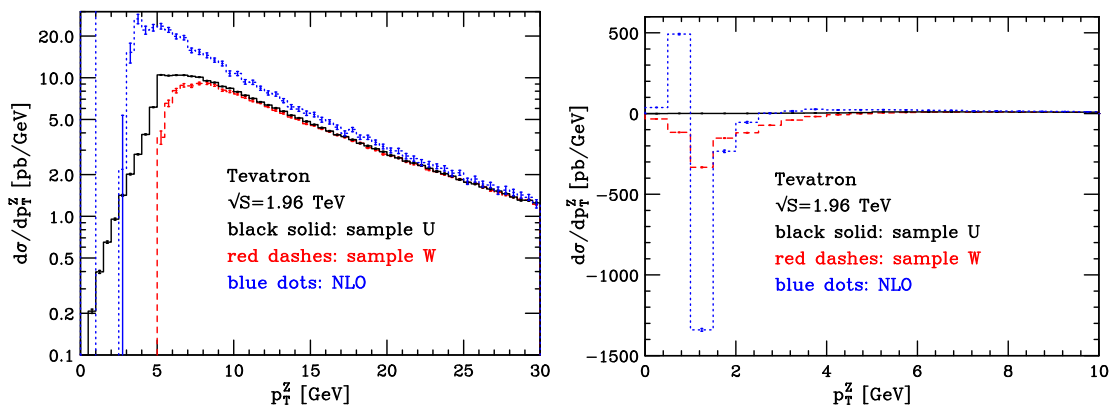 dσ/dp_T^Z [pb/GeV]
20.0
10.0
5.0
2.0
1.0
0.5
0.2
0.1
Tevatron
√S=1.96 TeV
black solid: sample U
red dashes: sample W
blue dots: NLO
0 5 10 15 20 25 30
p_T^Z [GeV]
dσ/dp_T^Z [pb/GeV]
500
0
−500
−1000
−1500
Tevatron
√S=1.96 TeV
black solid: sample U
red dashes: sample W
blue dots: NLO
0 2 4 6 8 10
p_T^Z [GeV]